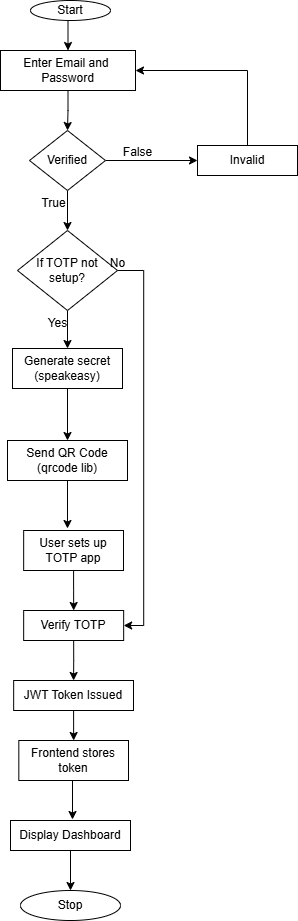 Start
Enter Email and
Password
Verified
False
Invalid
True
If TOTP not
setup?
No
Yes
Generate secret
(speakeasy)
Send QR Code
(qrcode lib)
User sets up
TOTP app
Verify TOTP
JWT Token Issued
Frontend stores
token
Display Dashboard
Stop